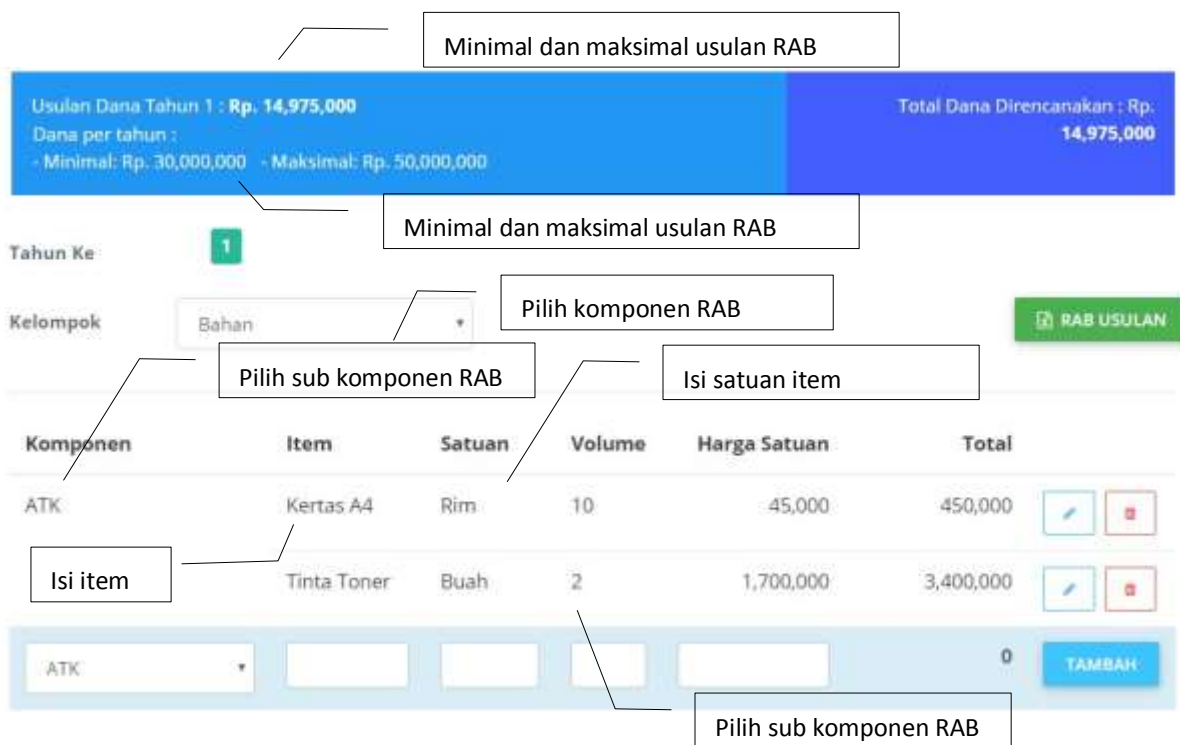 Minimal dan maksimal usulan RAB
Usulan Dana Tahun 1 : Rp. 14,975,000
Total Dana Direncanakan : Rp.
14,975,000
Dana per tahun :
- Minimal: Rp. 30,000,000 - Maksimal: Rp. 50,000,000
Minimal dan maksimal usulan RAB
Tahun Ke 1
Pilih komponen RAB
Kelompok Bahan
RAB USULAN
Pilih sub komponen RAB
Isi satuan item
Komponen Item Satuan Volume Harga Satuan Total
ATK Kertas A4 Rim 10 45,000 450,000
Isi item
Tinta Toner Buah 2 1,700,000 3,400,000
ATK 0 TAMBAH
Pilih sub komponen RAB